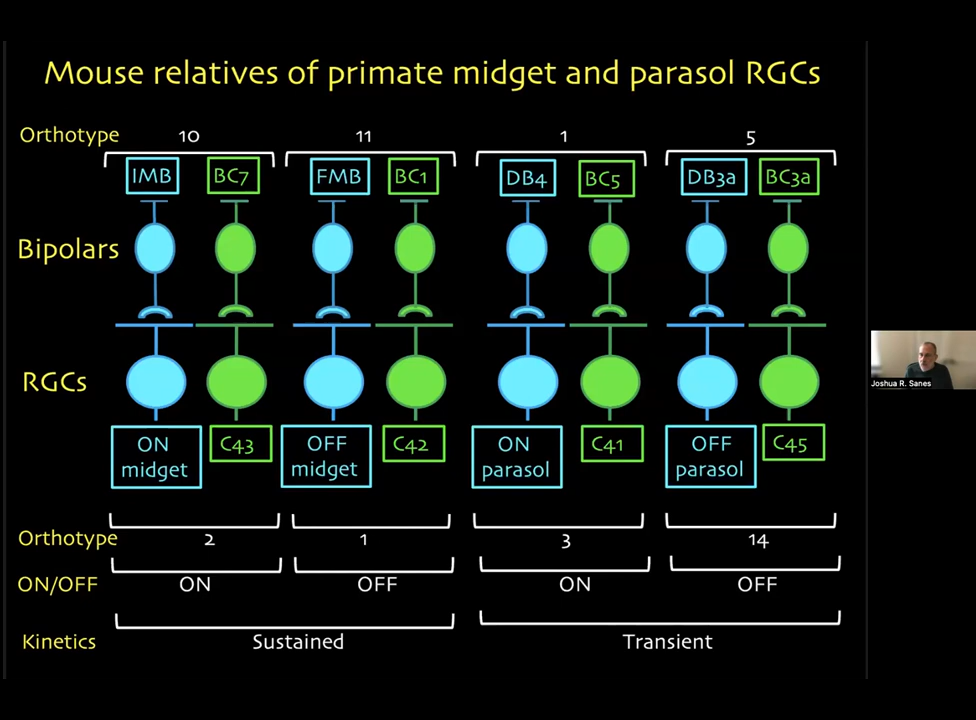 Mouse relatives of primate midget and parasol RGCs
Orthotype 10 11 1 5
IMB BC7 FMB BC1 DB4 BC5 DB3a BC3a
Bipolars
RGCs
ON midget C43 OFF midget C42 ON parasol C41 OFF parasol C45
Orthotype 2 1 3 14
ON/OFF ON OFF ON OFF
Kinetics Sustained Transient
Joshua R. Sanes